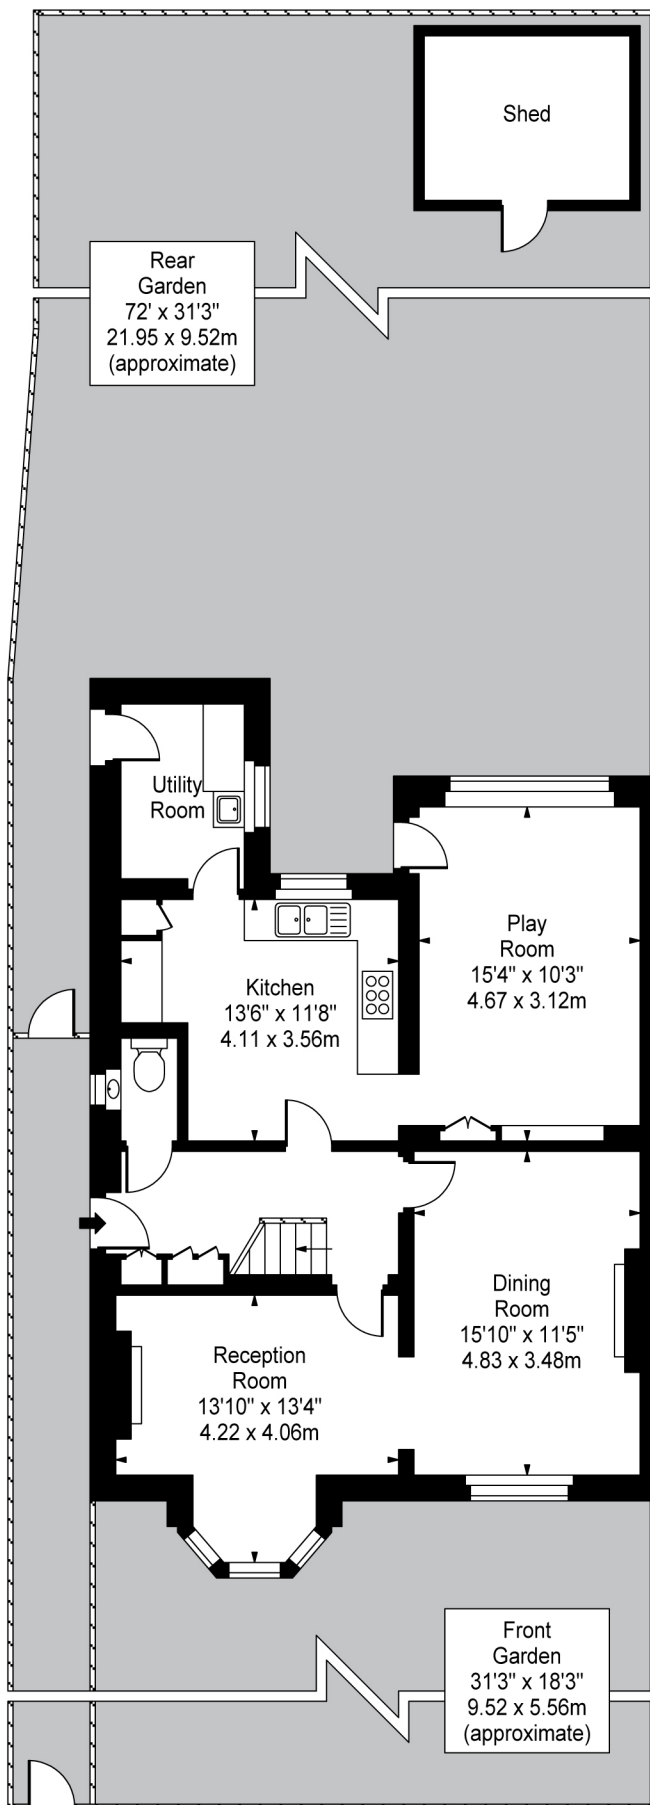 Shed
Rear
Garden
72' x 31'3"
21.95 x 9.52m
(approximate)
Utility
Room
Play
Room
15'4" x 10'3"
4.67 x 3.12m
Kitchen
13'6" x 11'8"
4.11 x 3.56m
Dining
Room
15'10" x 11'5"
4.83 x 3.48m
Reception
Room
13'10" x 13'4"
4.22 x 4.06m
Front
Garden
31'3" x 18'3"
9.52 x 5.56m
(approximate)